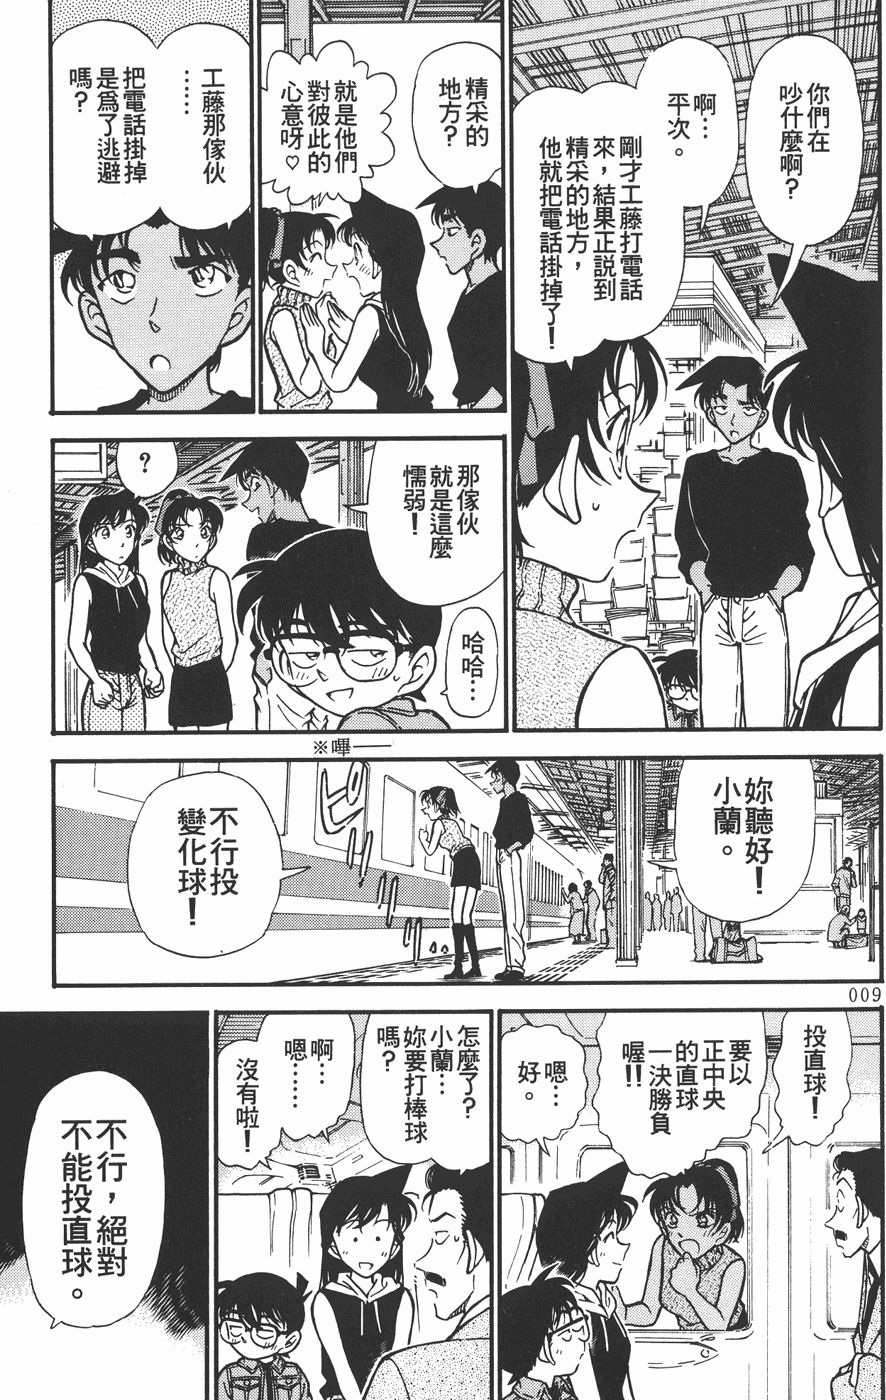 你們在
吵什麼啊?
啊…
平次。
剛才工藤打電話
來,結果正說到
精采的地方,
他就把電話掛掉了!
精采的
地方?
就是他們
對彼此的
心意呀♡
工藤那傢伙
……
把電話掛掉
是為了逃避
嗎?
那傢伙
就是這麼
懦弱!
哈哈…
?
※嗶——
妳聽好!
小蘭。
ピ
不行投
變化球!
009
投直球!
要以
正中央
的直球
一決勝負
喔!!
嗯…
好。
怎麼了?
小蘭…
妳要打棒球
嗎?
啊…
嗯……
沒有啦!
不行,絕對
不能投直球。